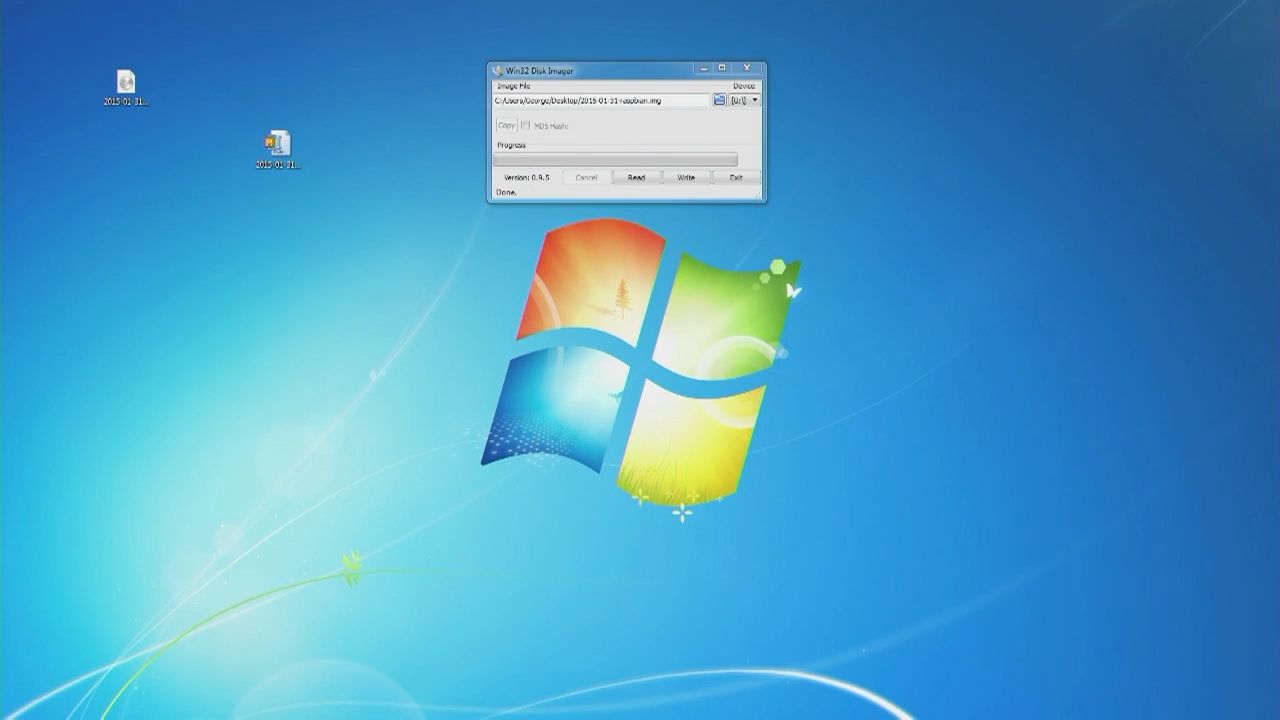 2015-01-31...
2015-01-31...
Win32 Disk Imager
Image File
Device
C:/Users/George/Desktop/2015-01-31-raspbian.img
[G:\]
Copy
MD5 Hash:
Progress
Version: 0.9.5
Cancel
Read
Write
Exit
Done.